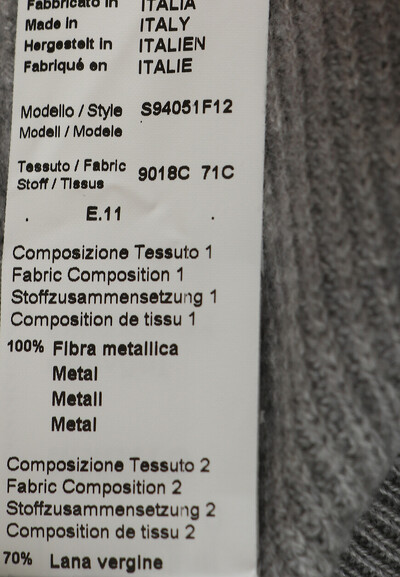 Fabbricato in ITALIA
Made in ITALY
Hergestelt in ITALIEN
Fabriqué en ITALIE
Modello / Style S94051F12
Modell / Modele
Tessuto / Fabric 9018C 71C
Stoff / Tissus
E.11
Composizione Tessuto 1
Fabric Composition 1
Stoffzusammensetzung 1
Composition de tissu 1
100% Fibra metallica
Metal
Metall
Metal
Composizione Tessuto 2
Fabric Composition 2
Stoffzusammensetzung 2
Composition de tissu 2
70% Lana vergine